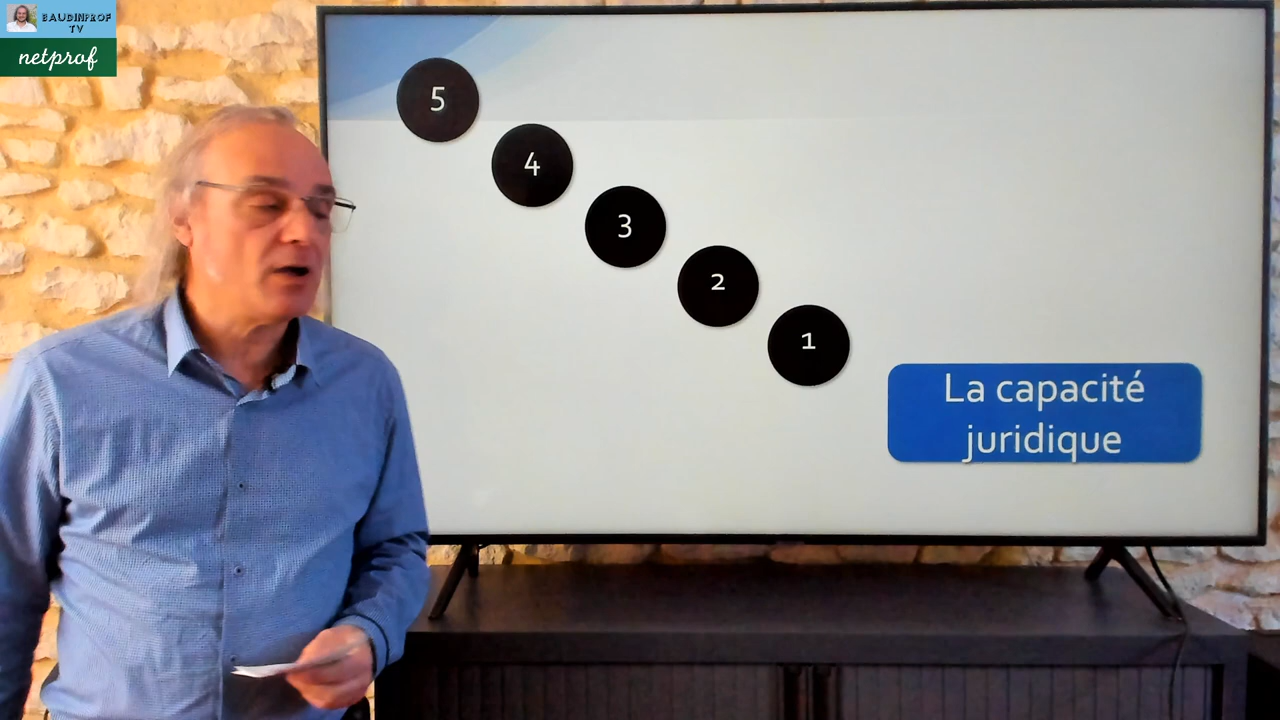 BAUDINPROF
TV
netprof
5
4
3
2
1
La capacité
juridique